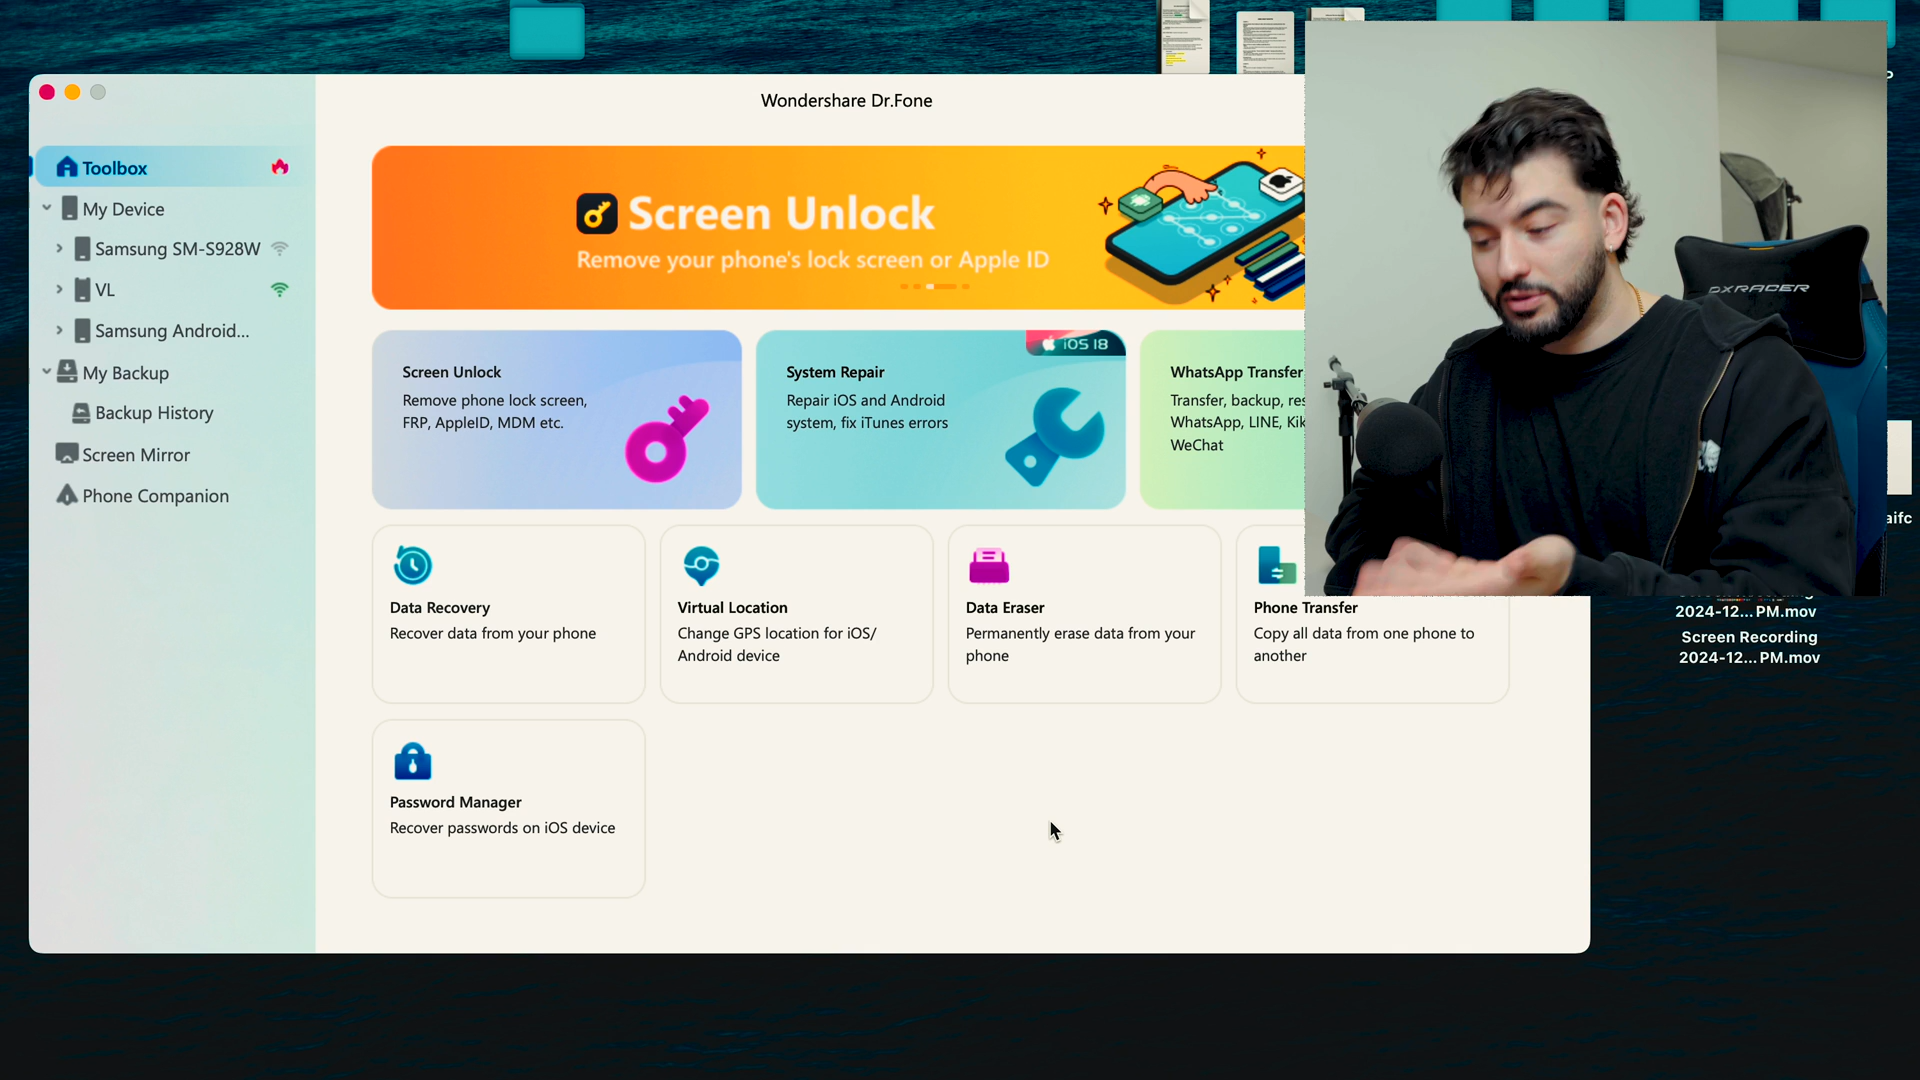 Wondershare Dr.Fone
Toolbox
My Device
Samsung SM-S928W
VL
Samsung Android...
My Backup
Backup History
Screen Mirror
Phone Companion
Screen Unlock
Remove your phone's lock screen or Apple ID
Screen Unlock
Remove phone lock screen,
FRP, AppleID, MDM etc.
iOS 18
System Repair
Repair iOS and Android
system, fix iTunes errors
WhatsApp Transfer
Transfer, backup,
WhatsApp, LINE, Kik
WeChat
Data Recovery
Recover data from your phone
Virtual Location
Change GPS location for iOS/
Android device
Data Eraser
Permanently erase data from your
phone
Phone Transfer
Copy all data from one phone to
another
Password Manager
Recover passwords on iOS device
DXRACER
aifc
2024-12...PM.mov
Screen Recording
2024-12...PM.mov